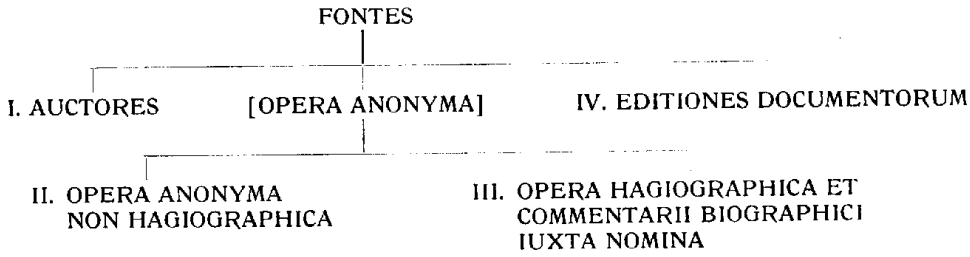 FONTES
I. AUCTORES [OPERA ANONYMA] IV. EDITIONES DOCUMENTORUM
II. OPERA ANONYMA
NON HAGIOGRAPHICA
III. OPERA HAGIOGRAPHICA ET
COMMENTARII BIOGRAPHICI
IUXTA NOMINA